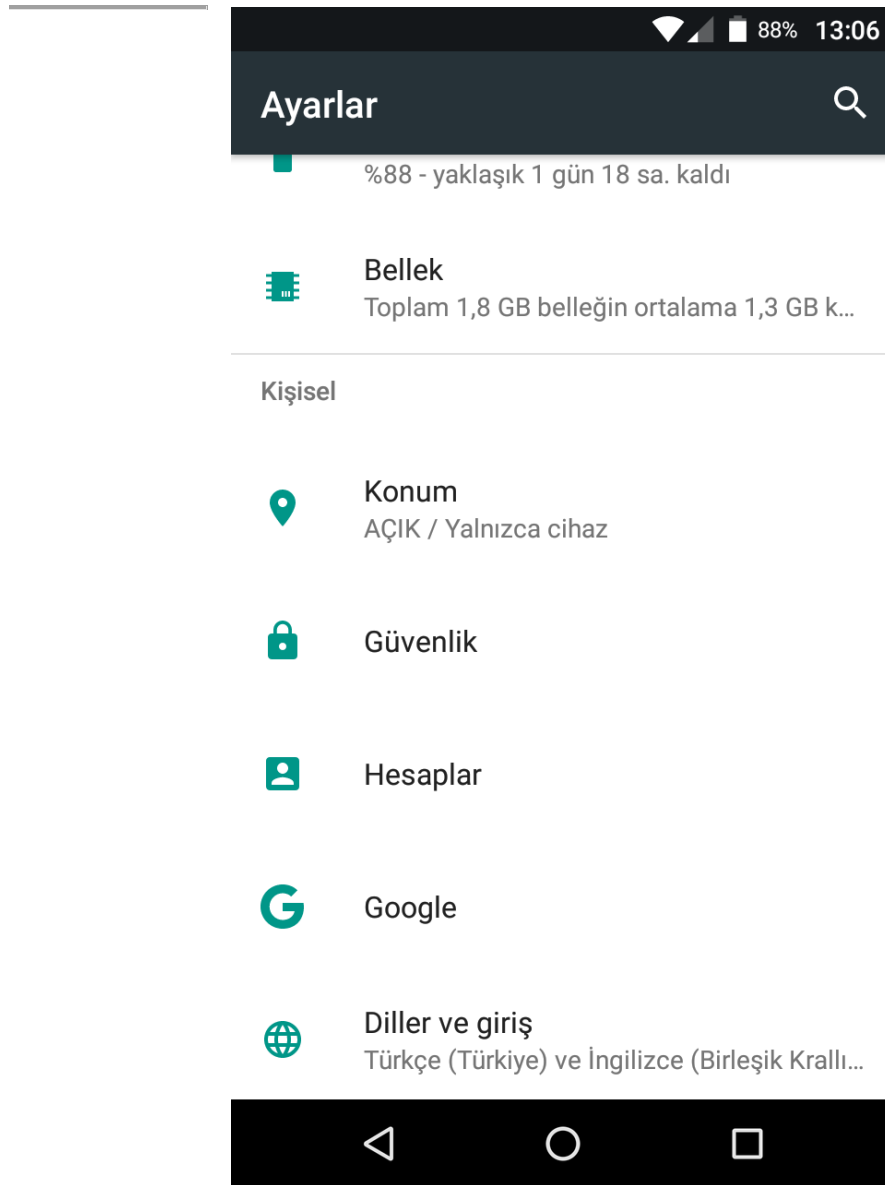 88% 13:06
Ayarlar
%88 - yaklaşık 1 gün 18 sa. kaldı
Bellek
Toplam 1,8 GB belleğin ortalama 1,3 GB k...
Kişisel
Konum
AÇIK / Yalnızca cihaz
Güvenlik
Hesaplar
Google
Diller ve giriş
Türkçe (Türkiye) ve İngilizce (Birleşik Krallı...